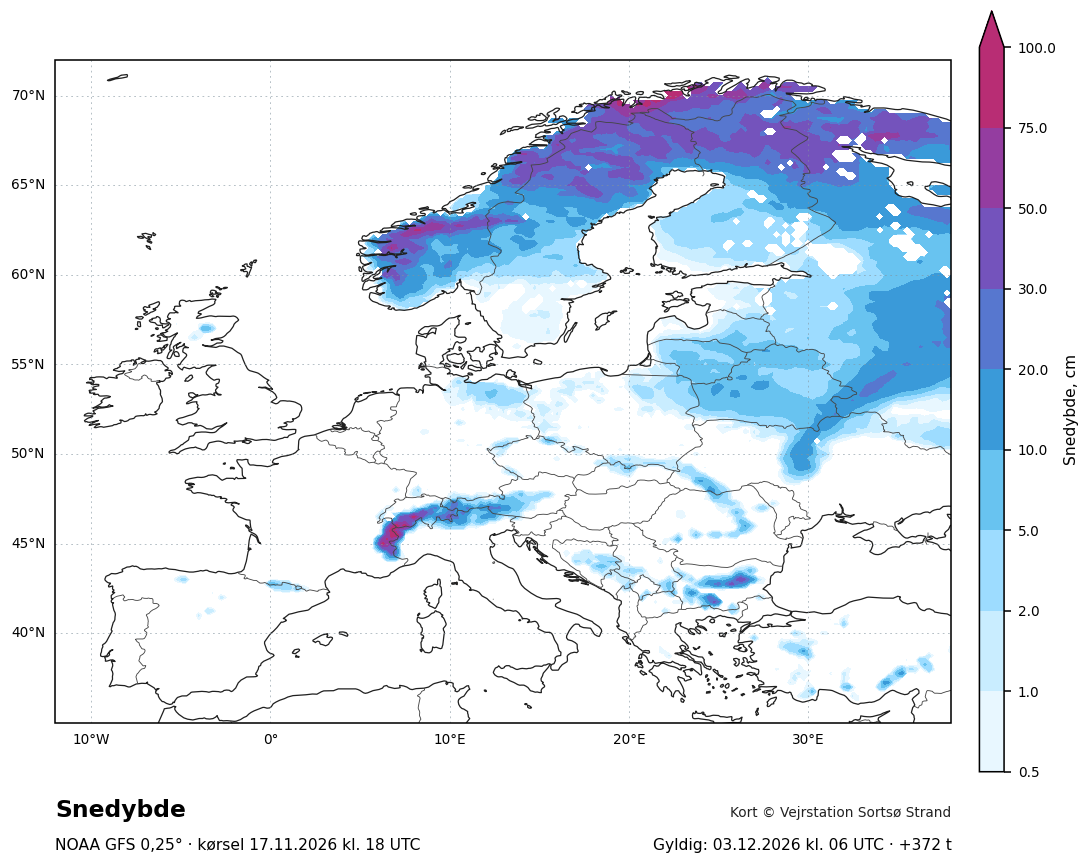 100.0
75.0
50.0
30.0
20.0
10.0
5.0
2.0
1.0
0.5
Snedybde, cm
70°N
65°N
60°N
55°N
50°N
45°N
40°N
10°W
0°
10°E
20°E
30°E
Snedybde
Kort © Vejrstation Sortsø Strand
NOAA GFS 0,25° · kørsel 17.11.2026 kl. 18 UTC
Gyldig: 03.12.2026 kl. 06 UTC · +372 t